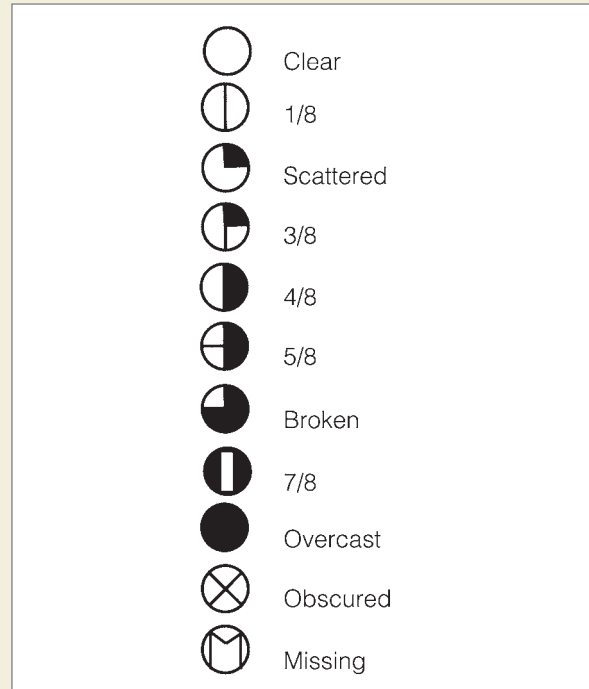 Clear
1/8
Scattered
3/8
4/8
5/8
Broken
7/8
Overcast
Obscured
Missing